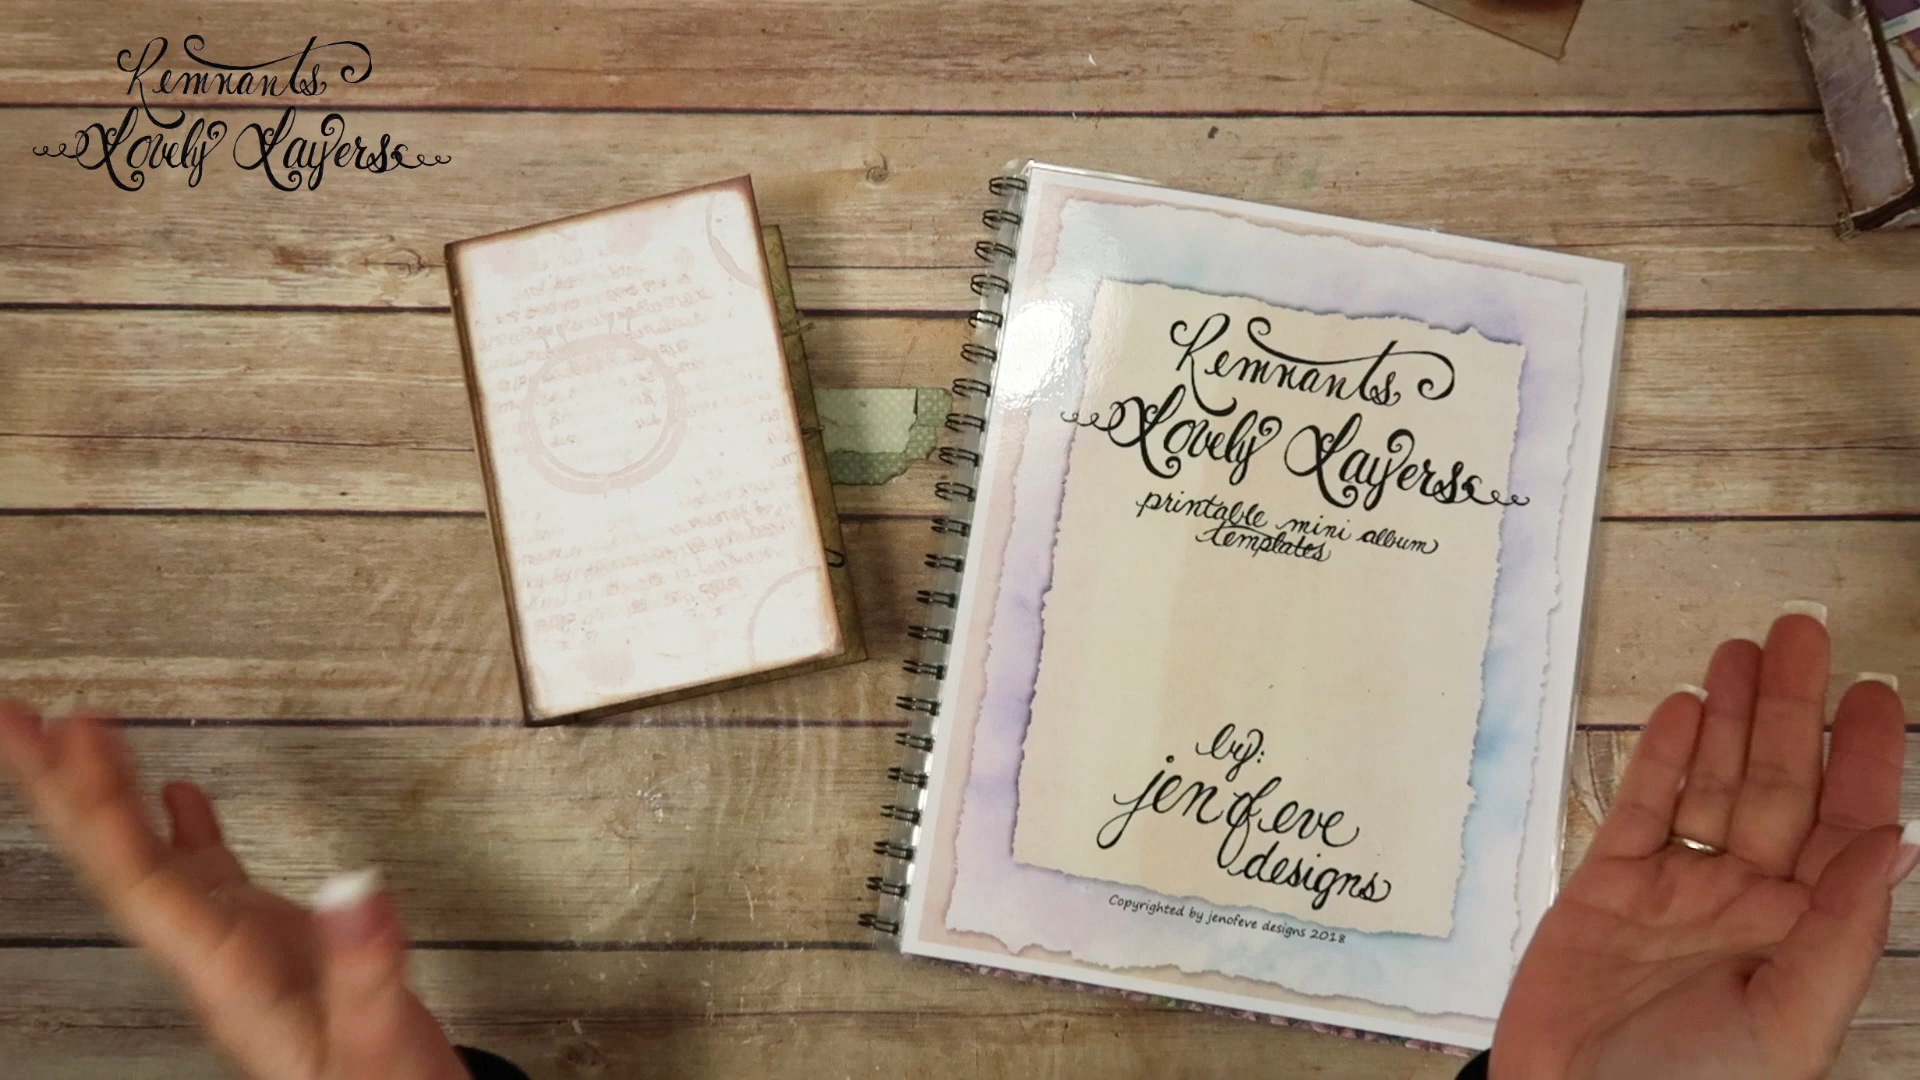 Remnants
Lovely Layers
Remnants
Lovely Layers
printable mini album
templates
by:
jenofeve
designs
Copyrighted by jenofeve designs 2018